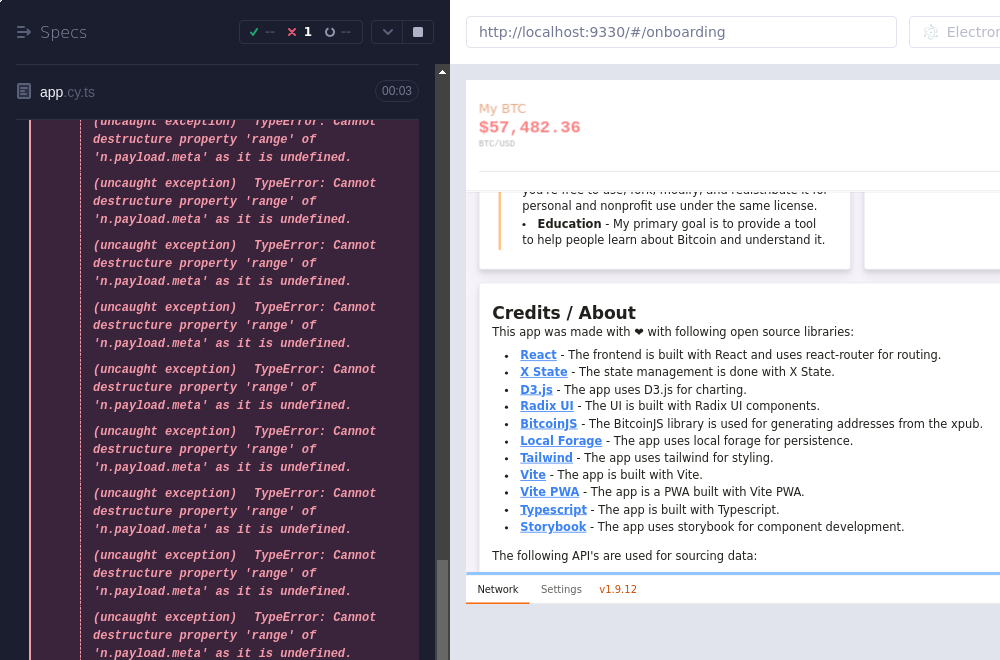 Specs
-- 1 --
app.cy.ts
00:03
(uncaught exception) TypeError: Cannot
destructure property 'range' of
'n.payload.meta' as it is undefined.
(uncaught exception) TypeError: Cannot
destructure property 'range' of
'n.payload.meta' as it is undefined.
(uncaught exception) TypeError: Cannot
destructure property 'range' of
'n.payload.meta' as it is undefined.
(uncaught exception) TypeError: Cannot
destructure property 'range' of
'n.payload.meta' as it is undefined.
(uncaught exception) TypeError: Cannot
destructure property 'range' of
'n.payload.meta' as it is undefined.
(uncaught exception) TypeError: Cannot
destructure property 'range' of
'n.payload.meta' as it is undefined.
(uncaught exception) TypeError: Cannot
destructure property 'range' of
'n.payload.meta' as it is undefined.
(uncaught exception) TypeError: Cannot
destructure property 'range' of
'n.payload.meta' as it is undefined.
(uncaught exception) TypeError: Cannot
destructure property 'range' of
'n.payload.meta' as it is undefined.
http://localhost:9330/#/onboarding
Electron
My BTC
$57,482.36
BTC/USD
you're free to use, fork, modify, and redistribute it for
personal and nonprofit use under the same license.
• Education - My primary goal is to provide a tool
to help people learn about Bitcoin and understand it.
Credits / About
This app was made with ❤ with following open source libraries:
• React - The frontend is built with React and uses react-router for routing.
• X State - The state management is done with X State.
• D3.js - The app uses D3.js for charting.
• Radix UI - The UI is built with Radix UI components.
• BitcoinJS - The BitcoinJS library is used for generating addresses from the xpub.
• Local Forage - The app uses local forage for persistence.
• Tailwind - The app uses tailwind for styling.
• Vite - The app is built with Vite.
• Vite PWA - The app is a PWA built with Vite PWA.
• Typescript - The app is built with Typescript.
• Storybook - The app uses storybook for component development.
The following API's are used for sourcing data:
Network Settings v1.9.12